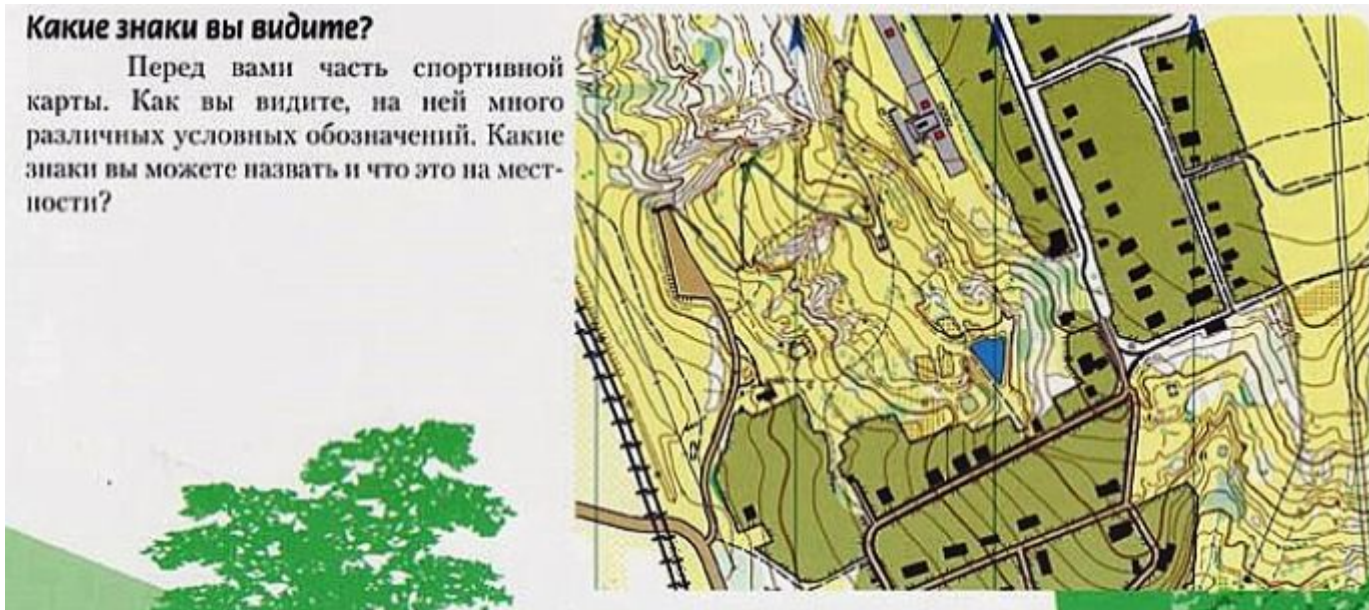 Какие знаки вы видите?
Перед вами часть спортивной
карты. Как вы видите, на ней много
различных условных обозначений. Какие
знаки вы можете назвать и что это на мест-
ности?